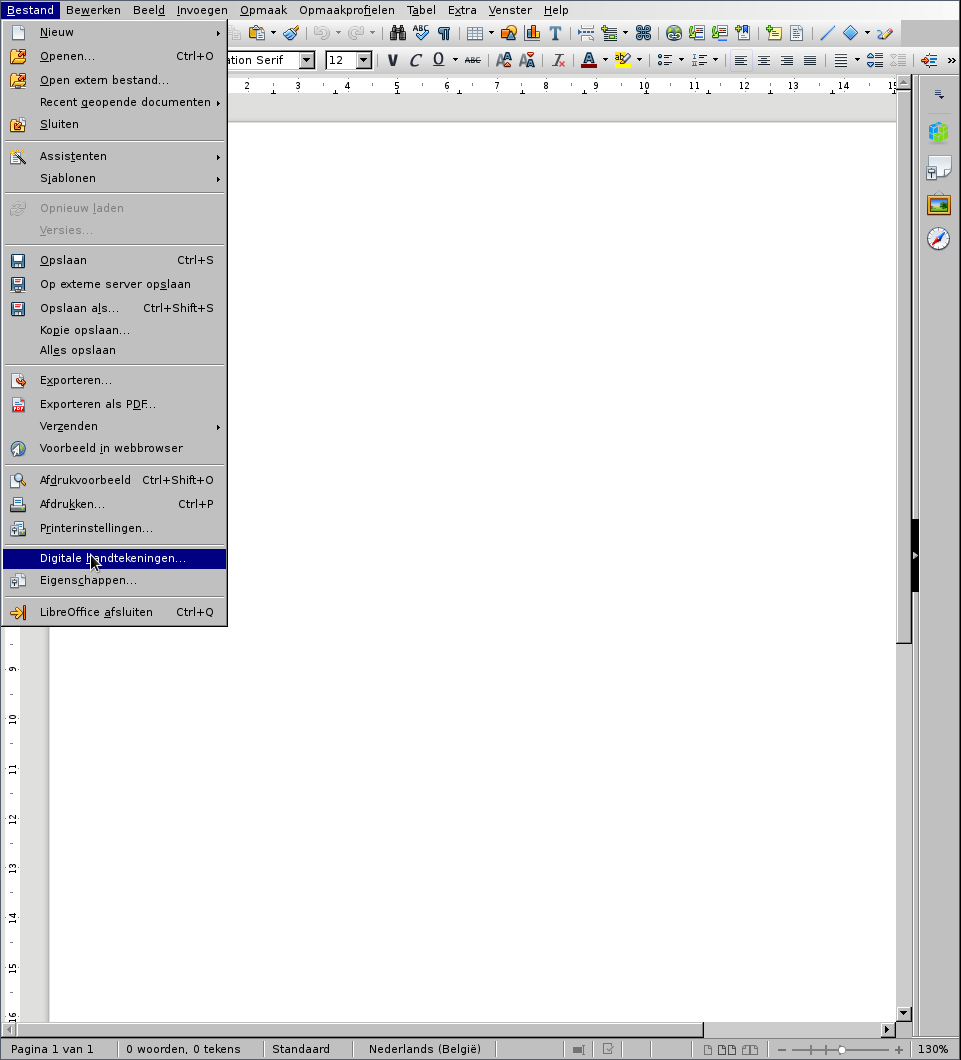 Bestand Bewerken Beeld Invoegen Opmaak Opmaakprofielen Tabel Extra Venster Help
Nieuw
Openen... Ctrl+O
Open extern bestand...
Recent geopende documenten
Sluiten
Assistenten
Sjablonen
Opnieuw laden
Versies...
Opslaan Ctrl+S
Op externe server opslaan
Opslaan als... Ctrl+Shift+S
Kopie opslaan...
Alles opslaan
Exporteren...
Exporteren als PDF...
Verzenden
Voorbeeld in webbrowser
Afdrukvoorbeeld Ctrl+Shift+O
Afdrukken... Ctrl+P
Printerinstellingen...
Digitale handtekeningen...
Eigenschappen...
LibreOffice afsluiten Ctrl+Q
ation Serif 12 V C O ABC
2 3 4 5 6 7 8 9 10 11 12 13 14
9
10
11
12
13
14
15
16
Pagina 1 van 1 0 woorden, 0 tekens Standaard Nederlands (België) 130%